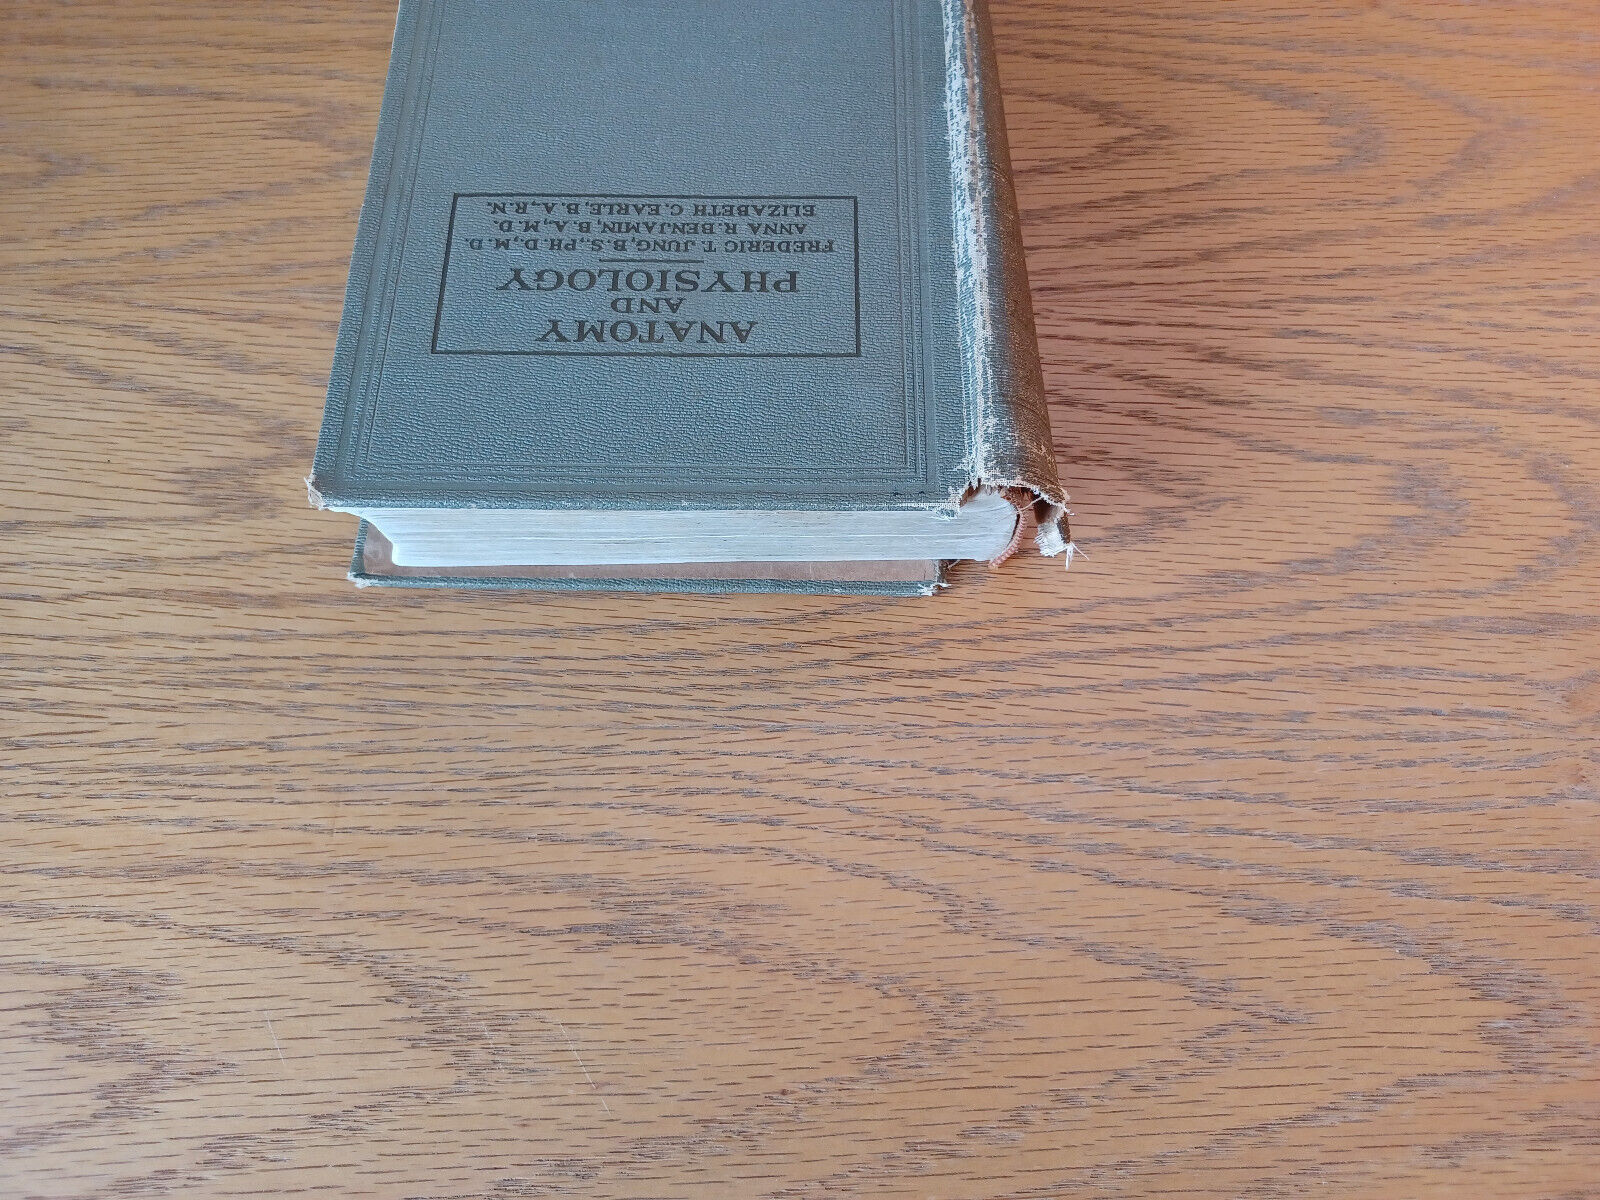 ANATOMY
AND
PHYSIOLOGY
FREDERIC T. JUNG, B.S., PH.D., M.D.
ANNA R. BENJAMIN, B.A., M.D.
ELIZABETH C. EARLE, B.A., R.N.